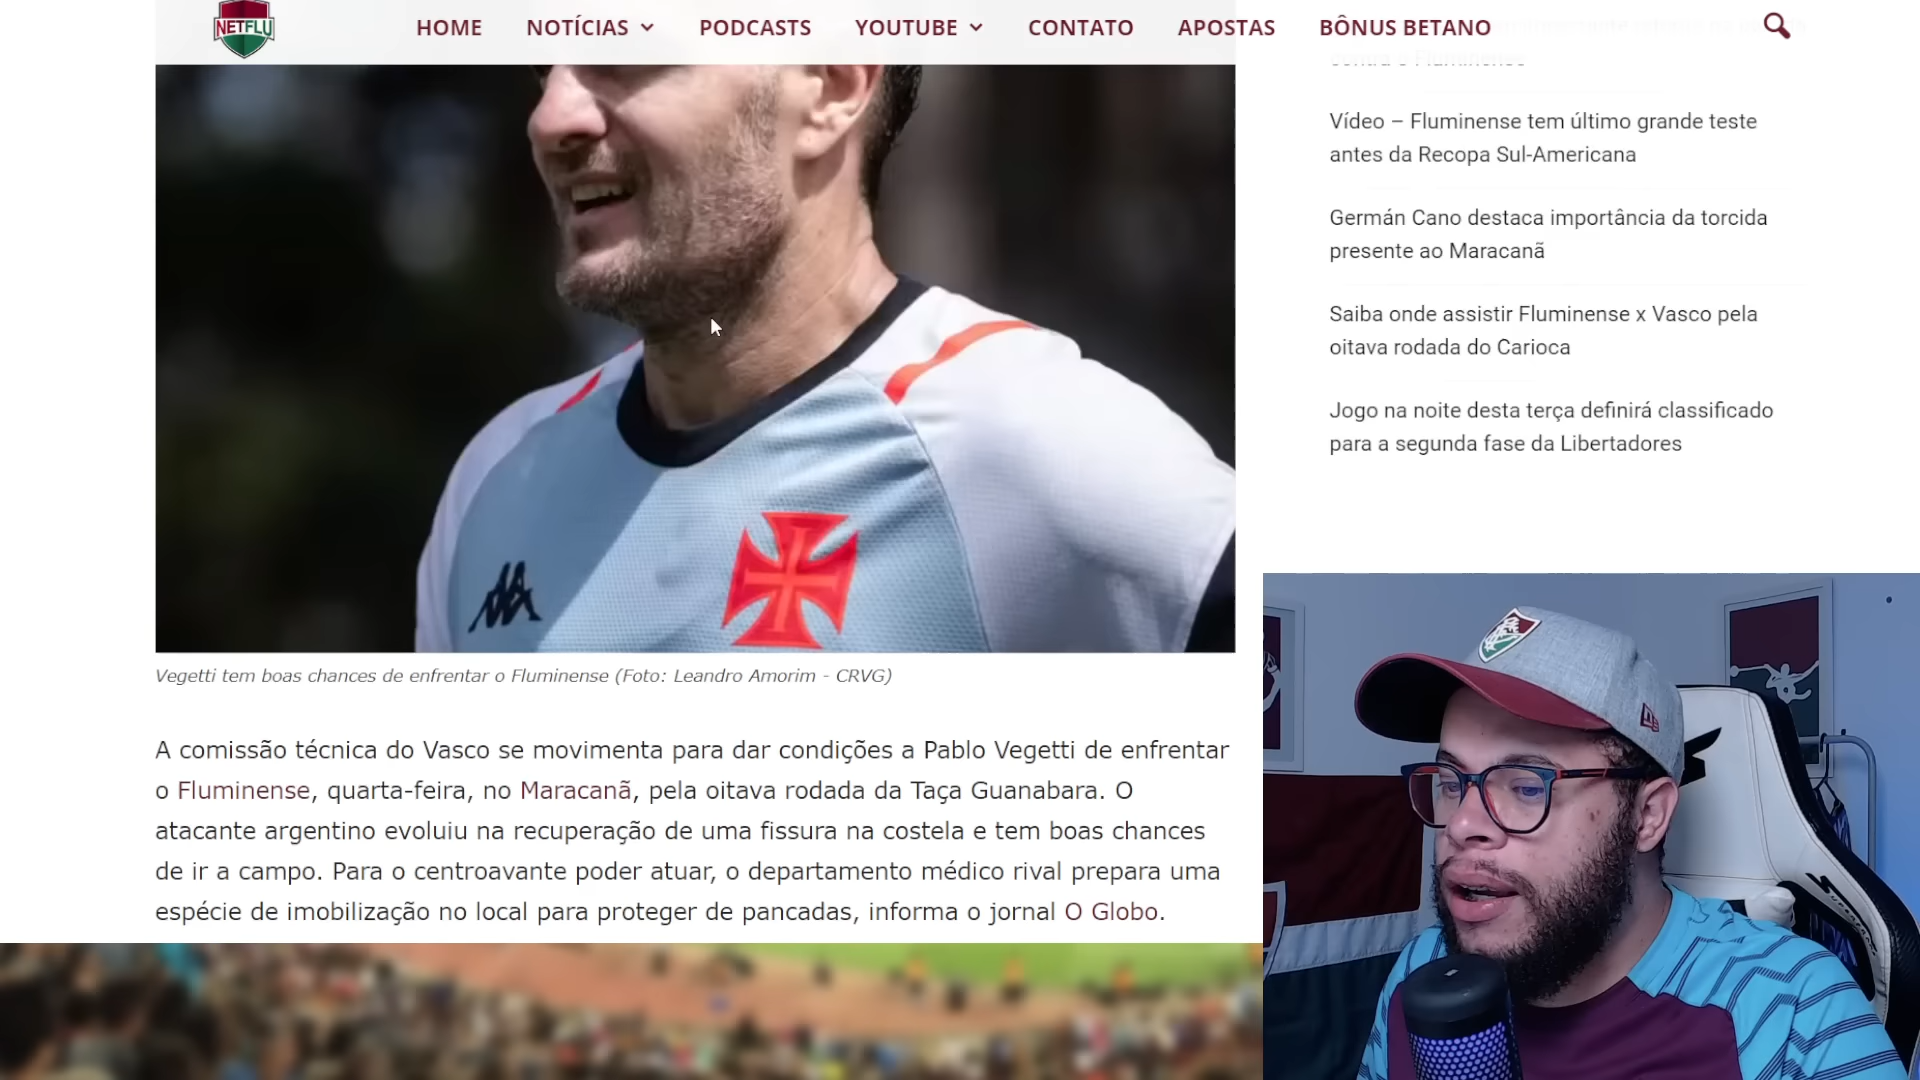 NETFLU
HOME NOTÍCIAS PODCASTS YOUTUBE CONTATO APOSTAS BÔNUS BETANO
contra o Fluminense
Vídeo – Fluminense tem último grande teste
antes da Recopa Sul-Americana
Germán Cano destaca importância da torcida
presente ao Maracanã
Saiba onde assistir Fluminense x Vasco pela
oitava rodada do Carioca
Jogo na noite desta terça definirá classificado
para a segunda fase da Libertadores
Vegetti tem boas chances de enfrentar o Fluminense (Foto: Leandro Amorim - CRVG)
A comissão técnica do Vasco se movimenta para dar condições a Pablo Vegetti de enfrentar
o Fluminense, quarta-feira, no Maracanã, pela oitava rodada da Taça Guanabara. O
atacante argentino evoluiu na recuperação de uma fissura na costela e tem boas chances
de ir a campo. Para o centroavante poder atuar, o departamento médico rival prepara uma
espécie de imobilização no local para proteger de pancadas, informa o jornal O Globo.